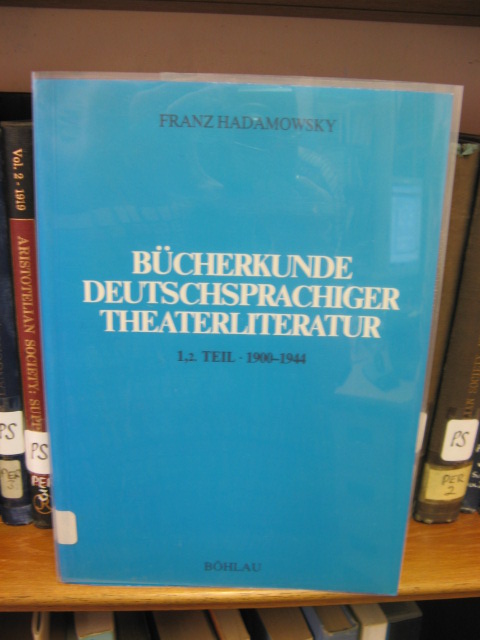 FRANZ HADAMOWSKY
BÜCHERKUNDE
DEUTSCHSPRACHIGER
THEATERLITERATUR
1,2. TEIL · 1900–1944
BÖHLAU
Vol. 2 · 1919
ARISTOTELIAN SOCIETY:
PS
PS
PS
PER
2